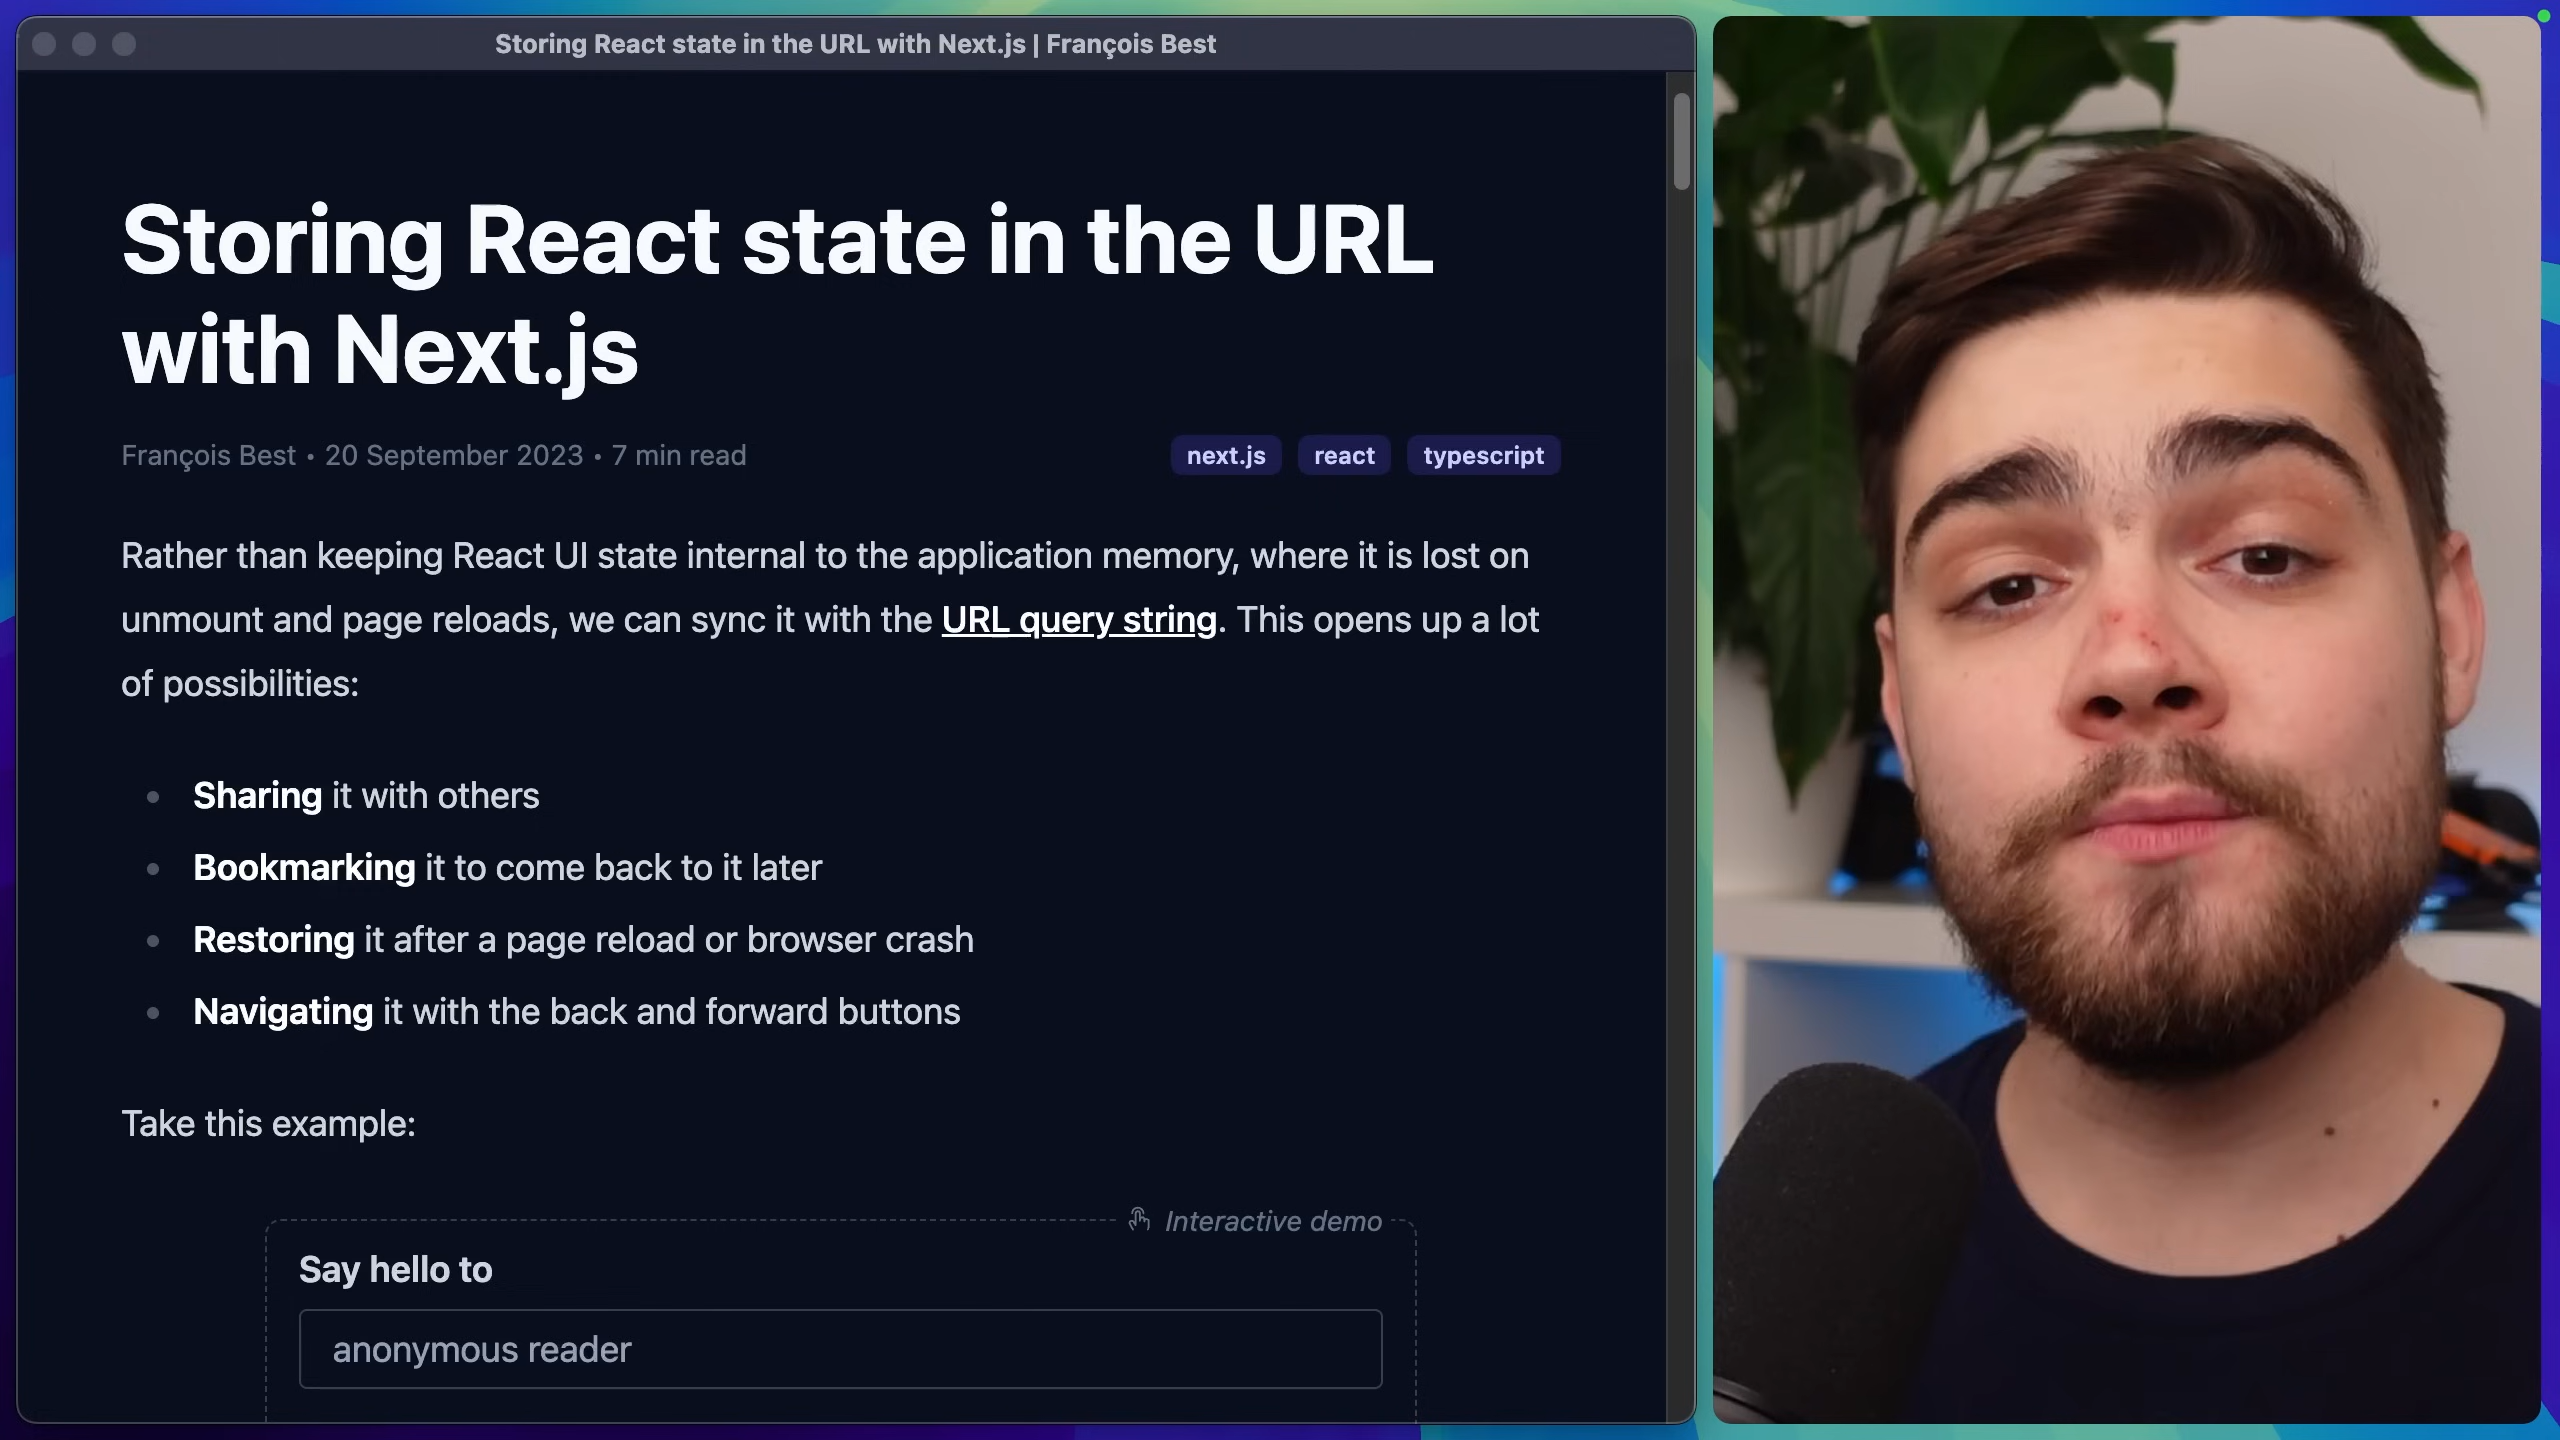 Storing React state in the URL with Next.js | François Best
Storing React state in the URL
with Next.js
François Best • 20 September 2023 • 7 min read
next.js react typescript
Rather than keeping React UI state internal to the application memory, where it is lost on
unmount and page reloads, we can sync it with the URL query string. This opens up a lot
of possibilities:
• Sharing it with others
• Bookmarking it to come back to it later
• Restoring it after a page reload or browser crash
• Navigating it with the back and forward buttons
Take this example:
Interactive demo
Say hello to
anonymous reader